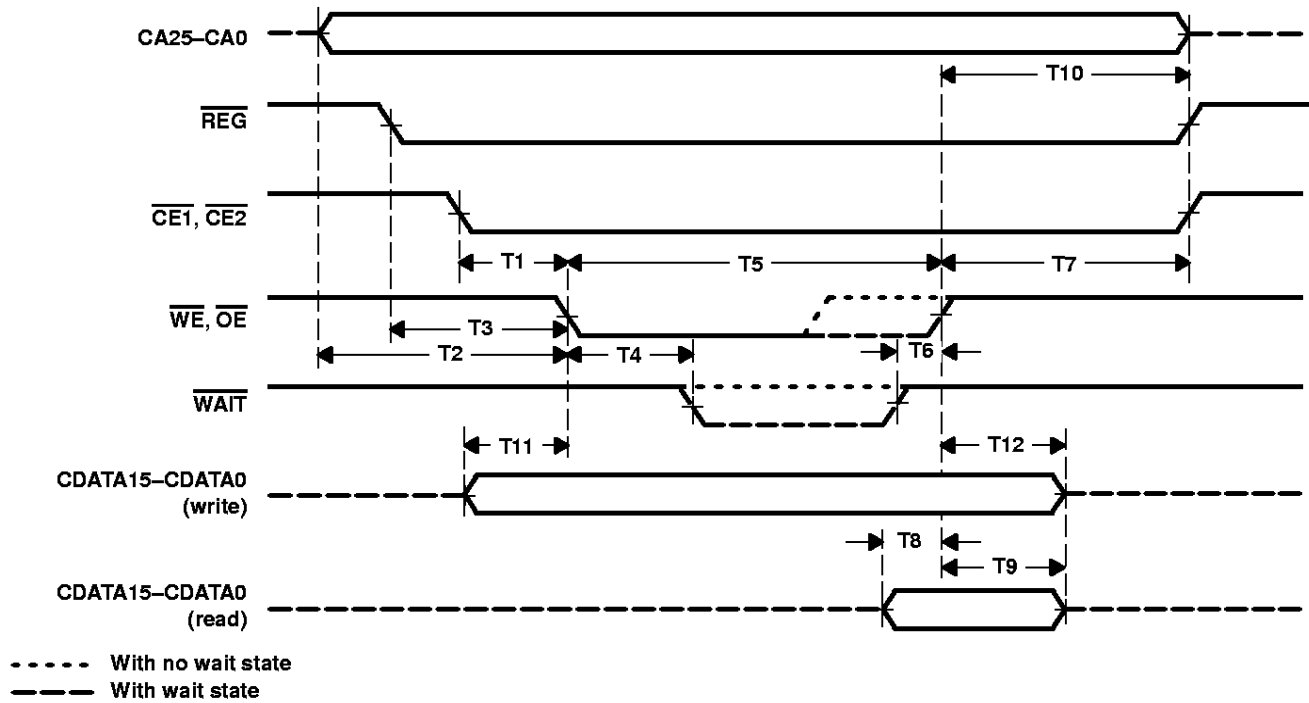 CA25–CA0
T10
REG
CE1, CE2
T1
T5
T7
WE, OE
T3
T2
T4
T6
WAIT
T11
T12
CDATA15–CDATA0
(write)
T8
T9
CDATA15–CDATA0
(read)
With no wait state
With wait state